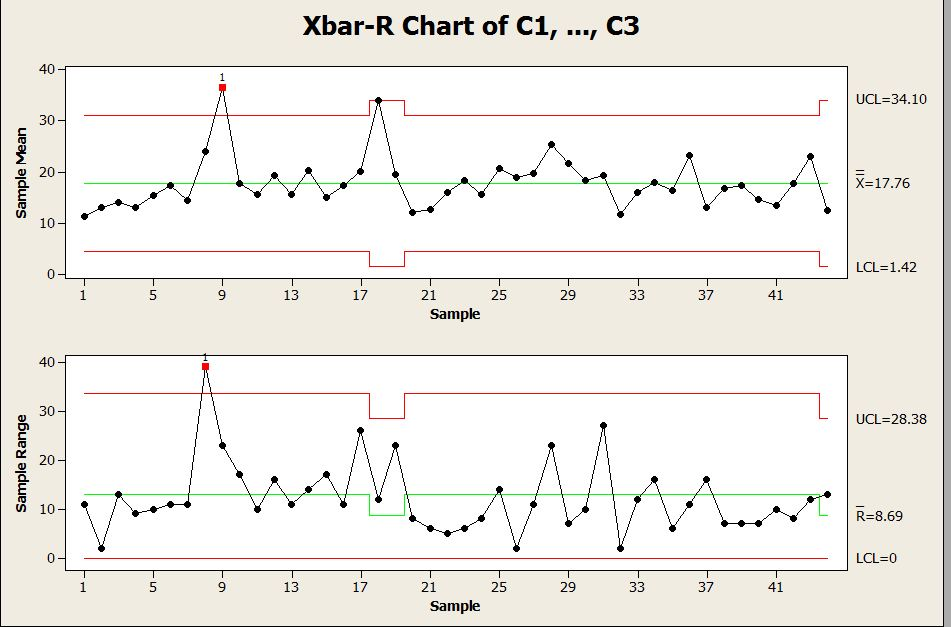 Xbar-R Chart of C1, ..., C3
Sample Mean
40
30
20
10
0
1
UCL=34.10
X̿=17.76
LCL=1.42
1 5 9 13 17 21 25 29 33 37 41
Sample
Sample Range
40
30
20
10
0
1
UCL=28.38
R̅=8.69
LCL=0
1 5 9 13 17 21 25 29 33 37 41
Sample